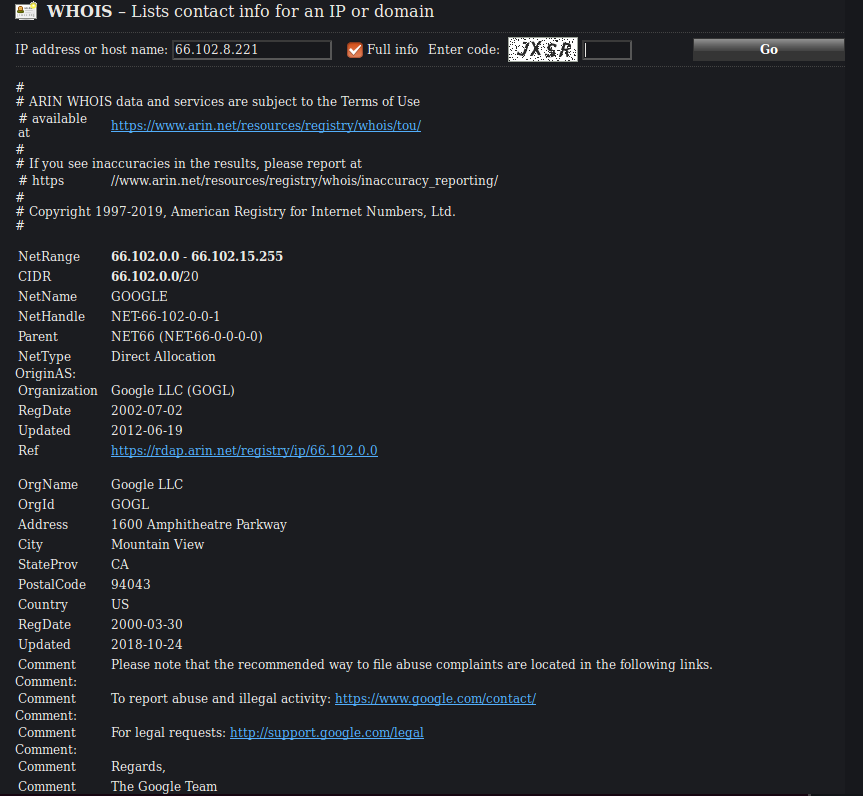 WHOIS – Lists contact info for an IP or domain
IP address or host name: 66.102.8.221 Full info Enter code: JXSR Go
#
# ARIN WHOIS data and services are subject to the Terms of Use
# available at https://www.arin.net/resources/registry/whois/tou/
#
# If you see inaccuracies in the results, please report at
# https //www.arin.net/resources/registry/whois/inaccuracy_reporting/
#
# Copyright 1997-2019, American Registry for Internet Numbers, Ltd.
#
NetRange 66.102.0.0 - 66.102.15.255
CIDR 66.102.0.0/20
NetName GOOGLE
NetHandle NET-66-102-0-0-1
Parent NET66 (NET-66-0-0-0-0)
NetType Direct Allocation
OriginAS:
Organization Google LLC (GOGL)
RegDate 2002-07-02
Updated 2012-06-19
Ref https://rdap.arin.net/registry/ip/66.102.0.0
OrgName Google LLC
OrgId GOGL
Address 1600 Amphitheatre Parkway
City Mountain View
StateProv CA
PostalCode 94043
Country US
RegDate 2000-03-30
Updated 2018-10-24
Comment Please note that the recommended way to file abuse complaints are located in the following links.
Comment:
Comment To report abuse and illegal activity: https://www.google.com/contact/
Comment:
Comment For legal requests: http://support.google.com/legal
Comment:
Comment Regards,
Comment The Google Team